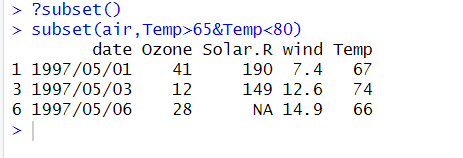 > ?subset()
> subset(air,Temp>65&Temp<80)
        date Ozone Solar.R wind Temp
1 1997/05/01    41     190  7.4   67
3 1997/05/03    12     149 12.6   74
6 1997/05/06    28      NA 14.9   66
>